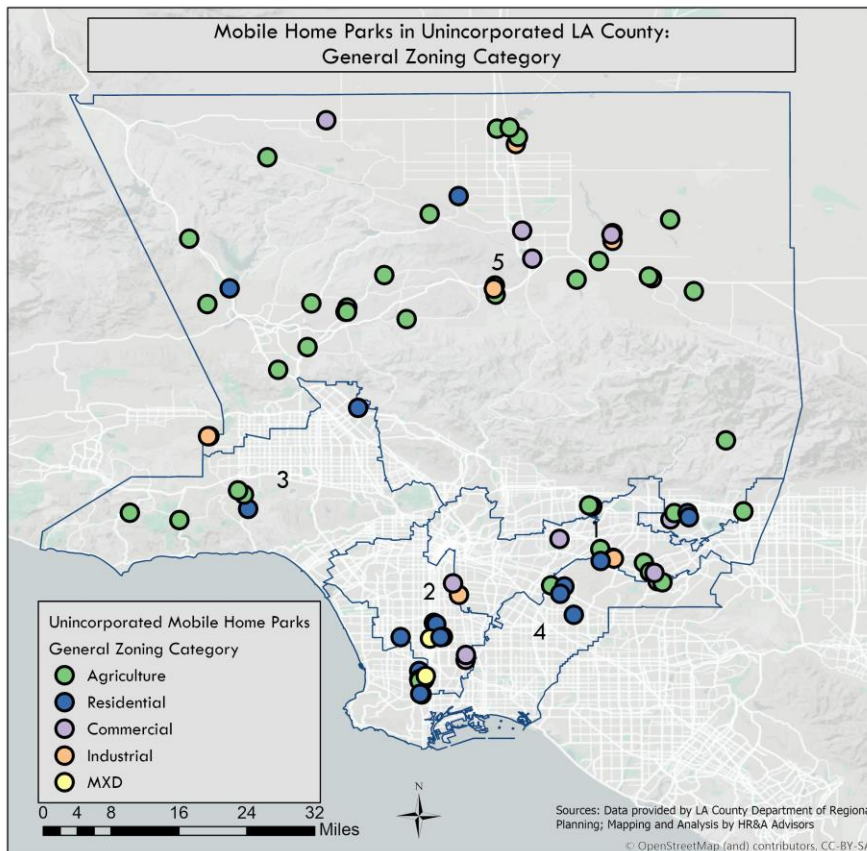 Mobile Home Parks in Unincorporated LA County:
General Zoning Category
5
3
1
2
4
Unincorporated Mobile Home Parks
General Zoning Category
Agriculture
Residential
Commercial
Industrial
MXD
N
0 4 8 16 24 32
Miles
Sources: Data provided by LA County Department of Regional
Planning; Mapping and Analysis by HR&A Advisors
© OpenStreetMap (and) contributors, CC-BY-SA